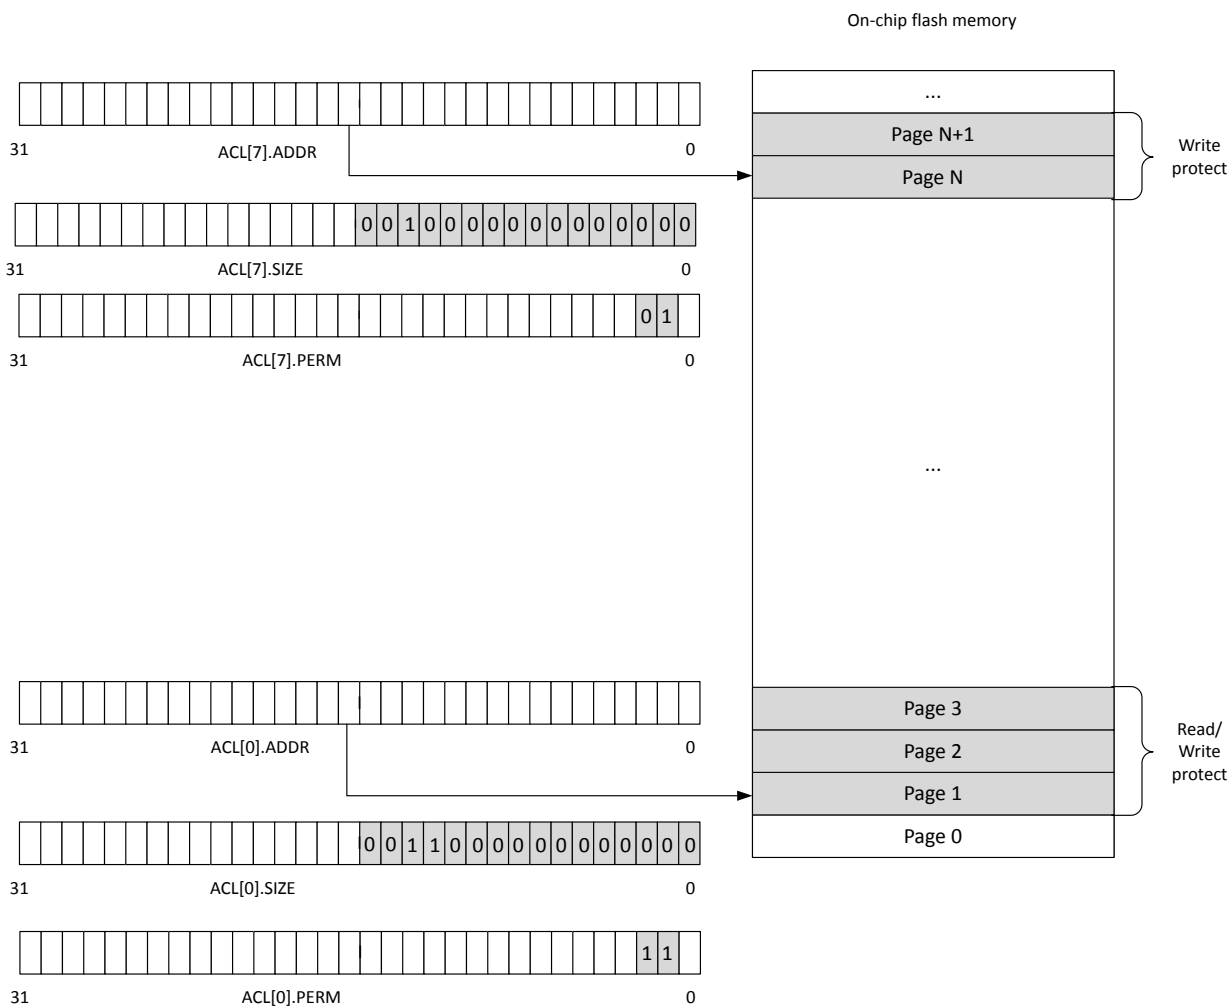 On-chip flash memory
...
31 ACL[7].ADDR 0
Page N+1
Page N
Write
protect
0 0 1 0 0 0 0 0 0 0 0 0 0 0 0 0
31 ACL[7].SIZE 0
0 1
31 ACL[7].PERM 0
...
31 ACL[0].ADDR 0
Page 3
Page 2
Page 1
Page 0
Read/
Write
protect
0 0 1 1 0 0 0 0 0 0 0 0 0 0 0 0
31 ACL[0].SIZE 0
1 1
31 ACL[0].PERM 0